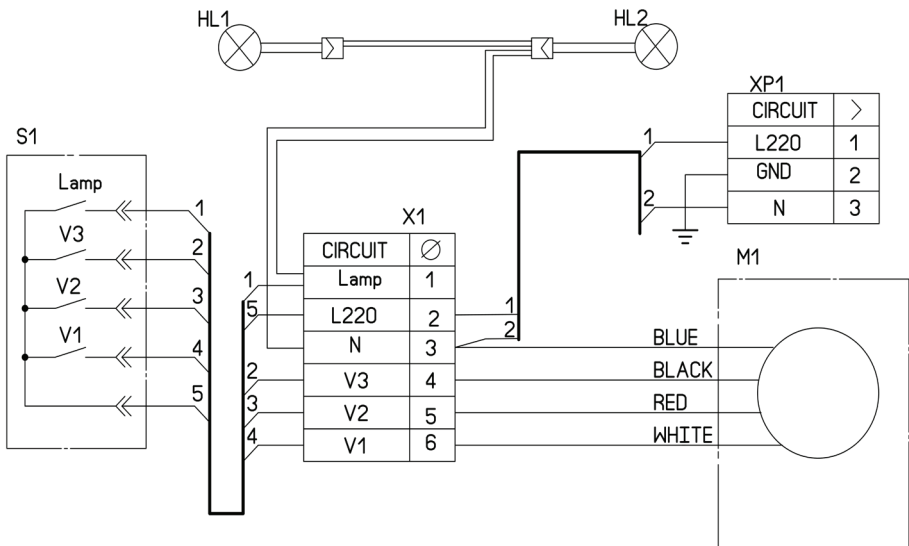 HL1
HL2
XP1
CIRCUIT
L220 1
GND 2
N 3
1
2
S1
Lamp
V3
V2
V1
1
2
3
4
5
X1
CIRCUIT Ø
Lamp 1
L220 2
N 3
V3 4
V2 5
V1 6
1
5
2
3
4
1
2
M1
BLUE
BLACK
RED
WHITE